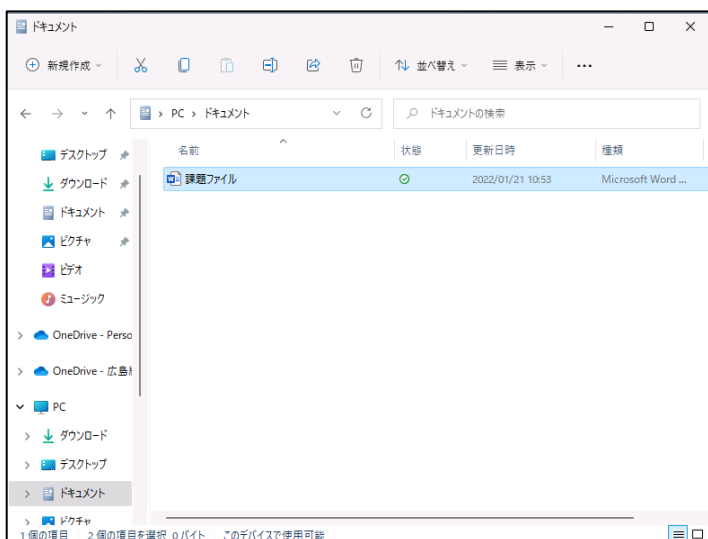 ドキュメント
新規作成
並べ替え
表示
PC › ドキュメント
ドキュメントの検索
名前
状態
更新日時
種類
課題ファイル
2022/01/21 10:53
Microsoft Word ...
デスクトップ
ダウンロード
ドキュメント
ピクチャ
ビデオ
ミュージック
OneDrive - Perso
OneDrive - 広島
PC
ダウンロード
デスクトップ
ドキュメント
ピクチャ
1 個の項目 2 個の項目を選択 0 バイト このデバイスで使用可能